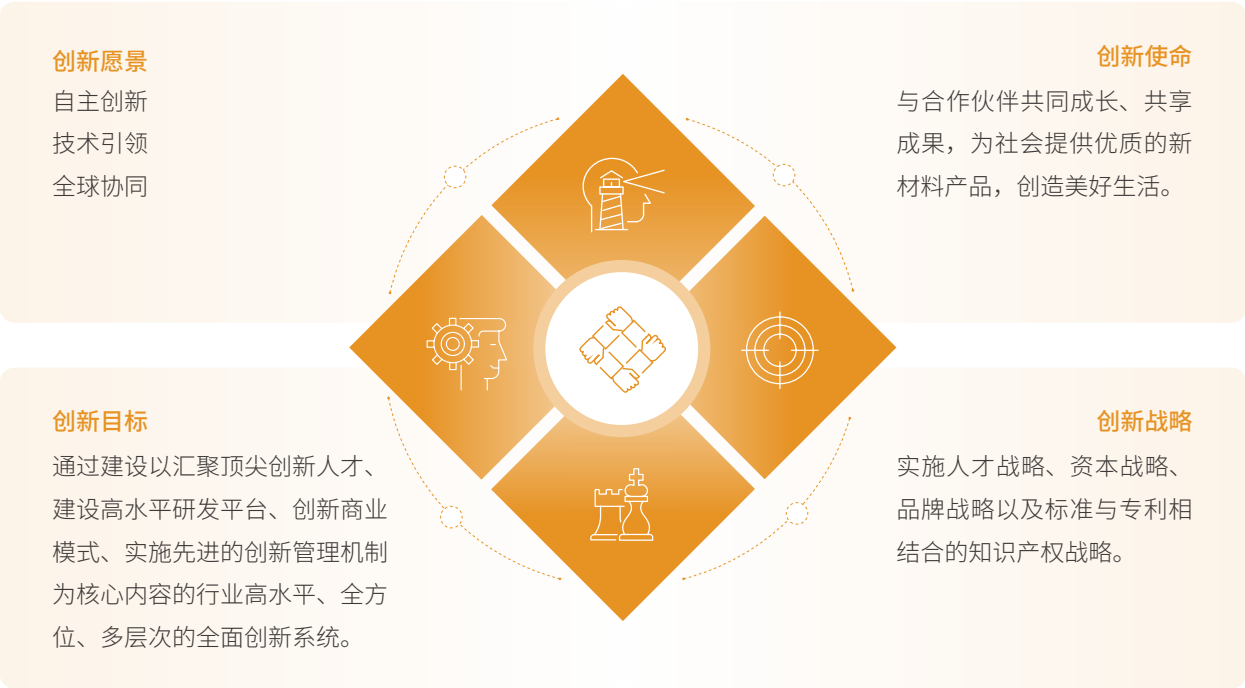 创新愿景
自主创新
技术引领
全球协同
创新使命
与合作伙伴共同成长、共享
成果，为社会提供优质的新
材料产品，创造美好生活。
创新目标
通过建设以汇聚顶尖创新人才、
建设高水平研发平台、创新商业
模式、实施先进的创新管理机制
为核心内容的行业高水平、全方
位、多层次的全面创新系统。
创新战略
实施人才战略、资本战略、
品牌战略以及标准与专利相
结合的知识产权战略。